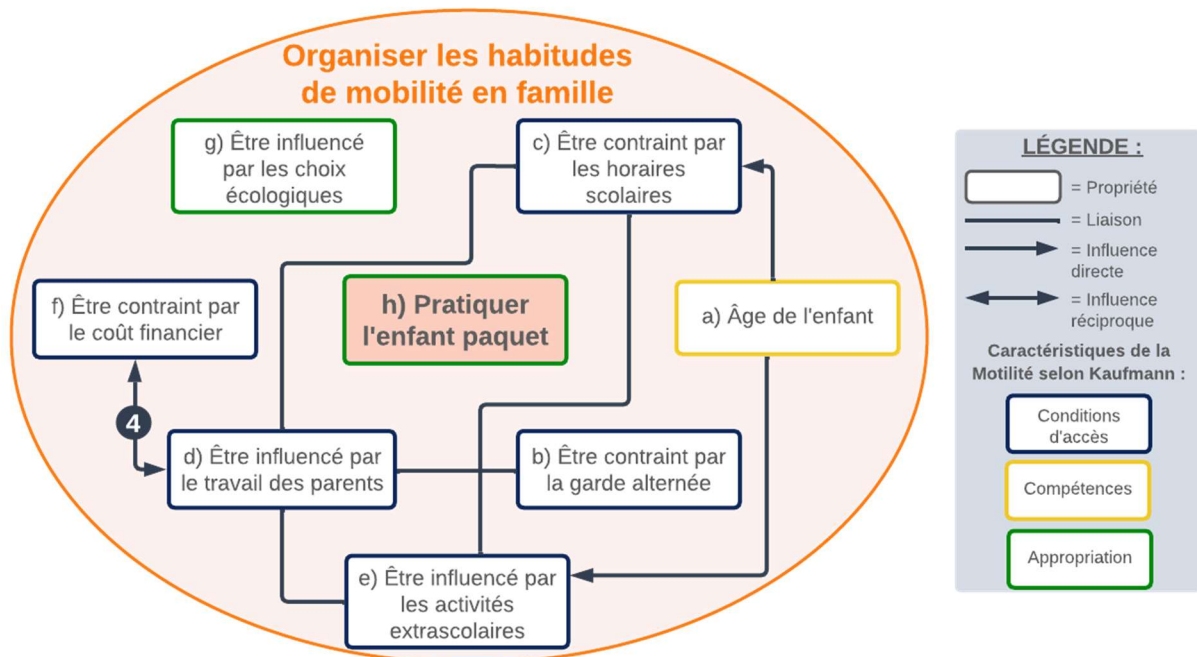 Organiser les habitudes
de mobilité en famille
g) Être influencé
par les choix
écologiques
c) Être contraint par
les horaires
scolaires
f) Être contraint par
le coût financier
h) Pratiquer
l'enfant paquet
a) Âge de l'enfant
4
d) Être influencé par
le travail des parents
b) Être contraint par
la garde alternée
e) Être influencé par
les activités
extrascolaires
LÉGENDE :
= Propriété
= Liaison
= Influence
directe
= Influence
réciproque
Caractéristiques de la
Motilité selon Kaufmann :
Conditions
d'accès
Compétences
Appropriation